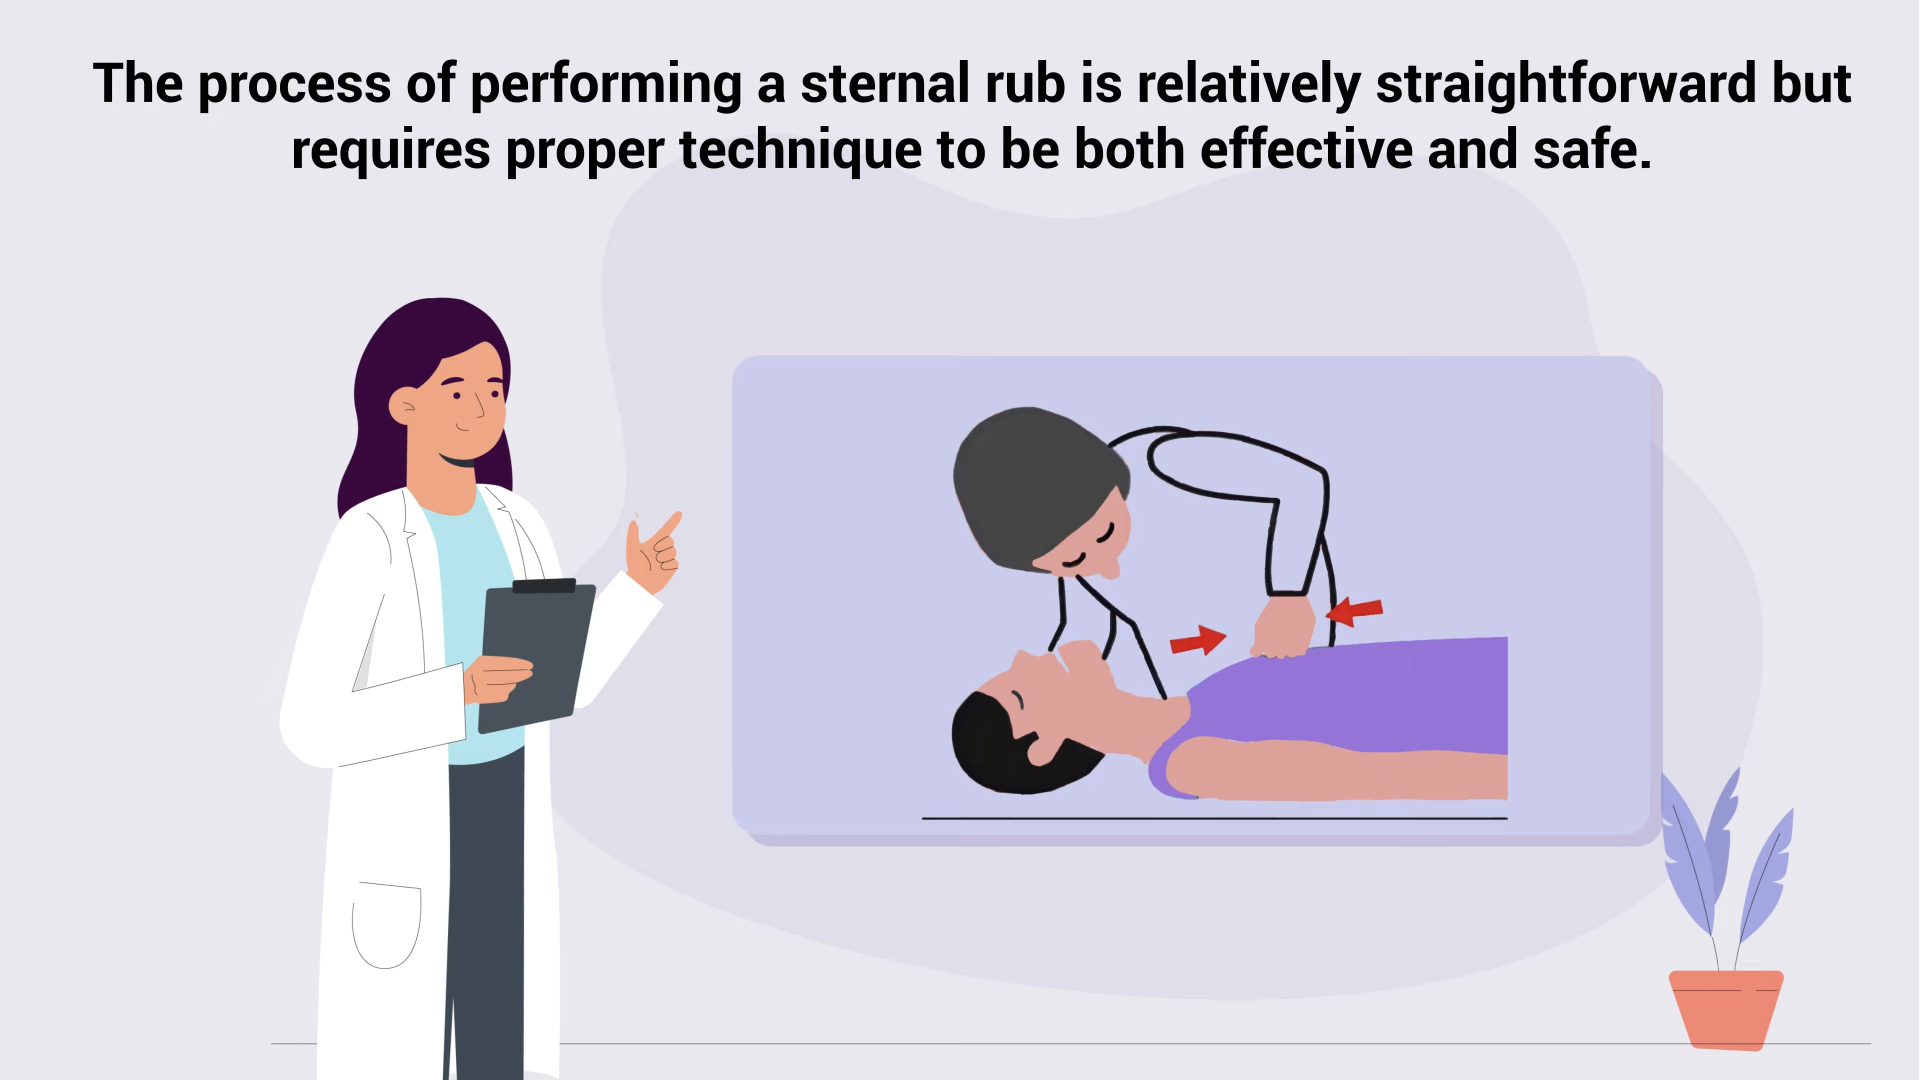 The process of performing a sternal rub is relatively straightforward but
requires proper technique to be both effective and safe.